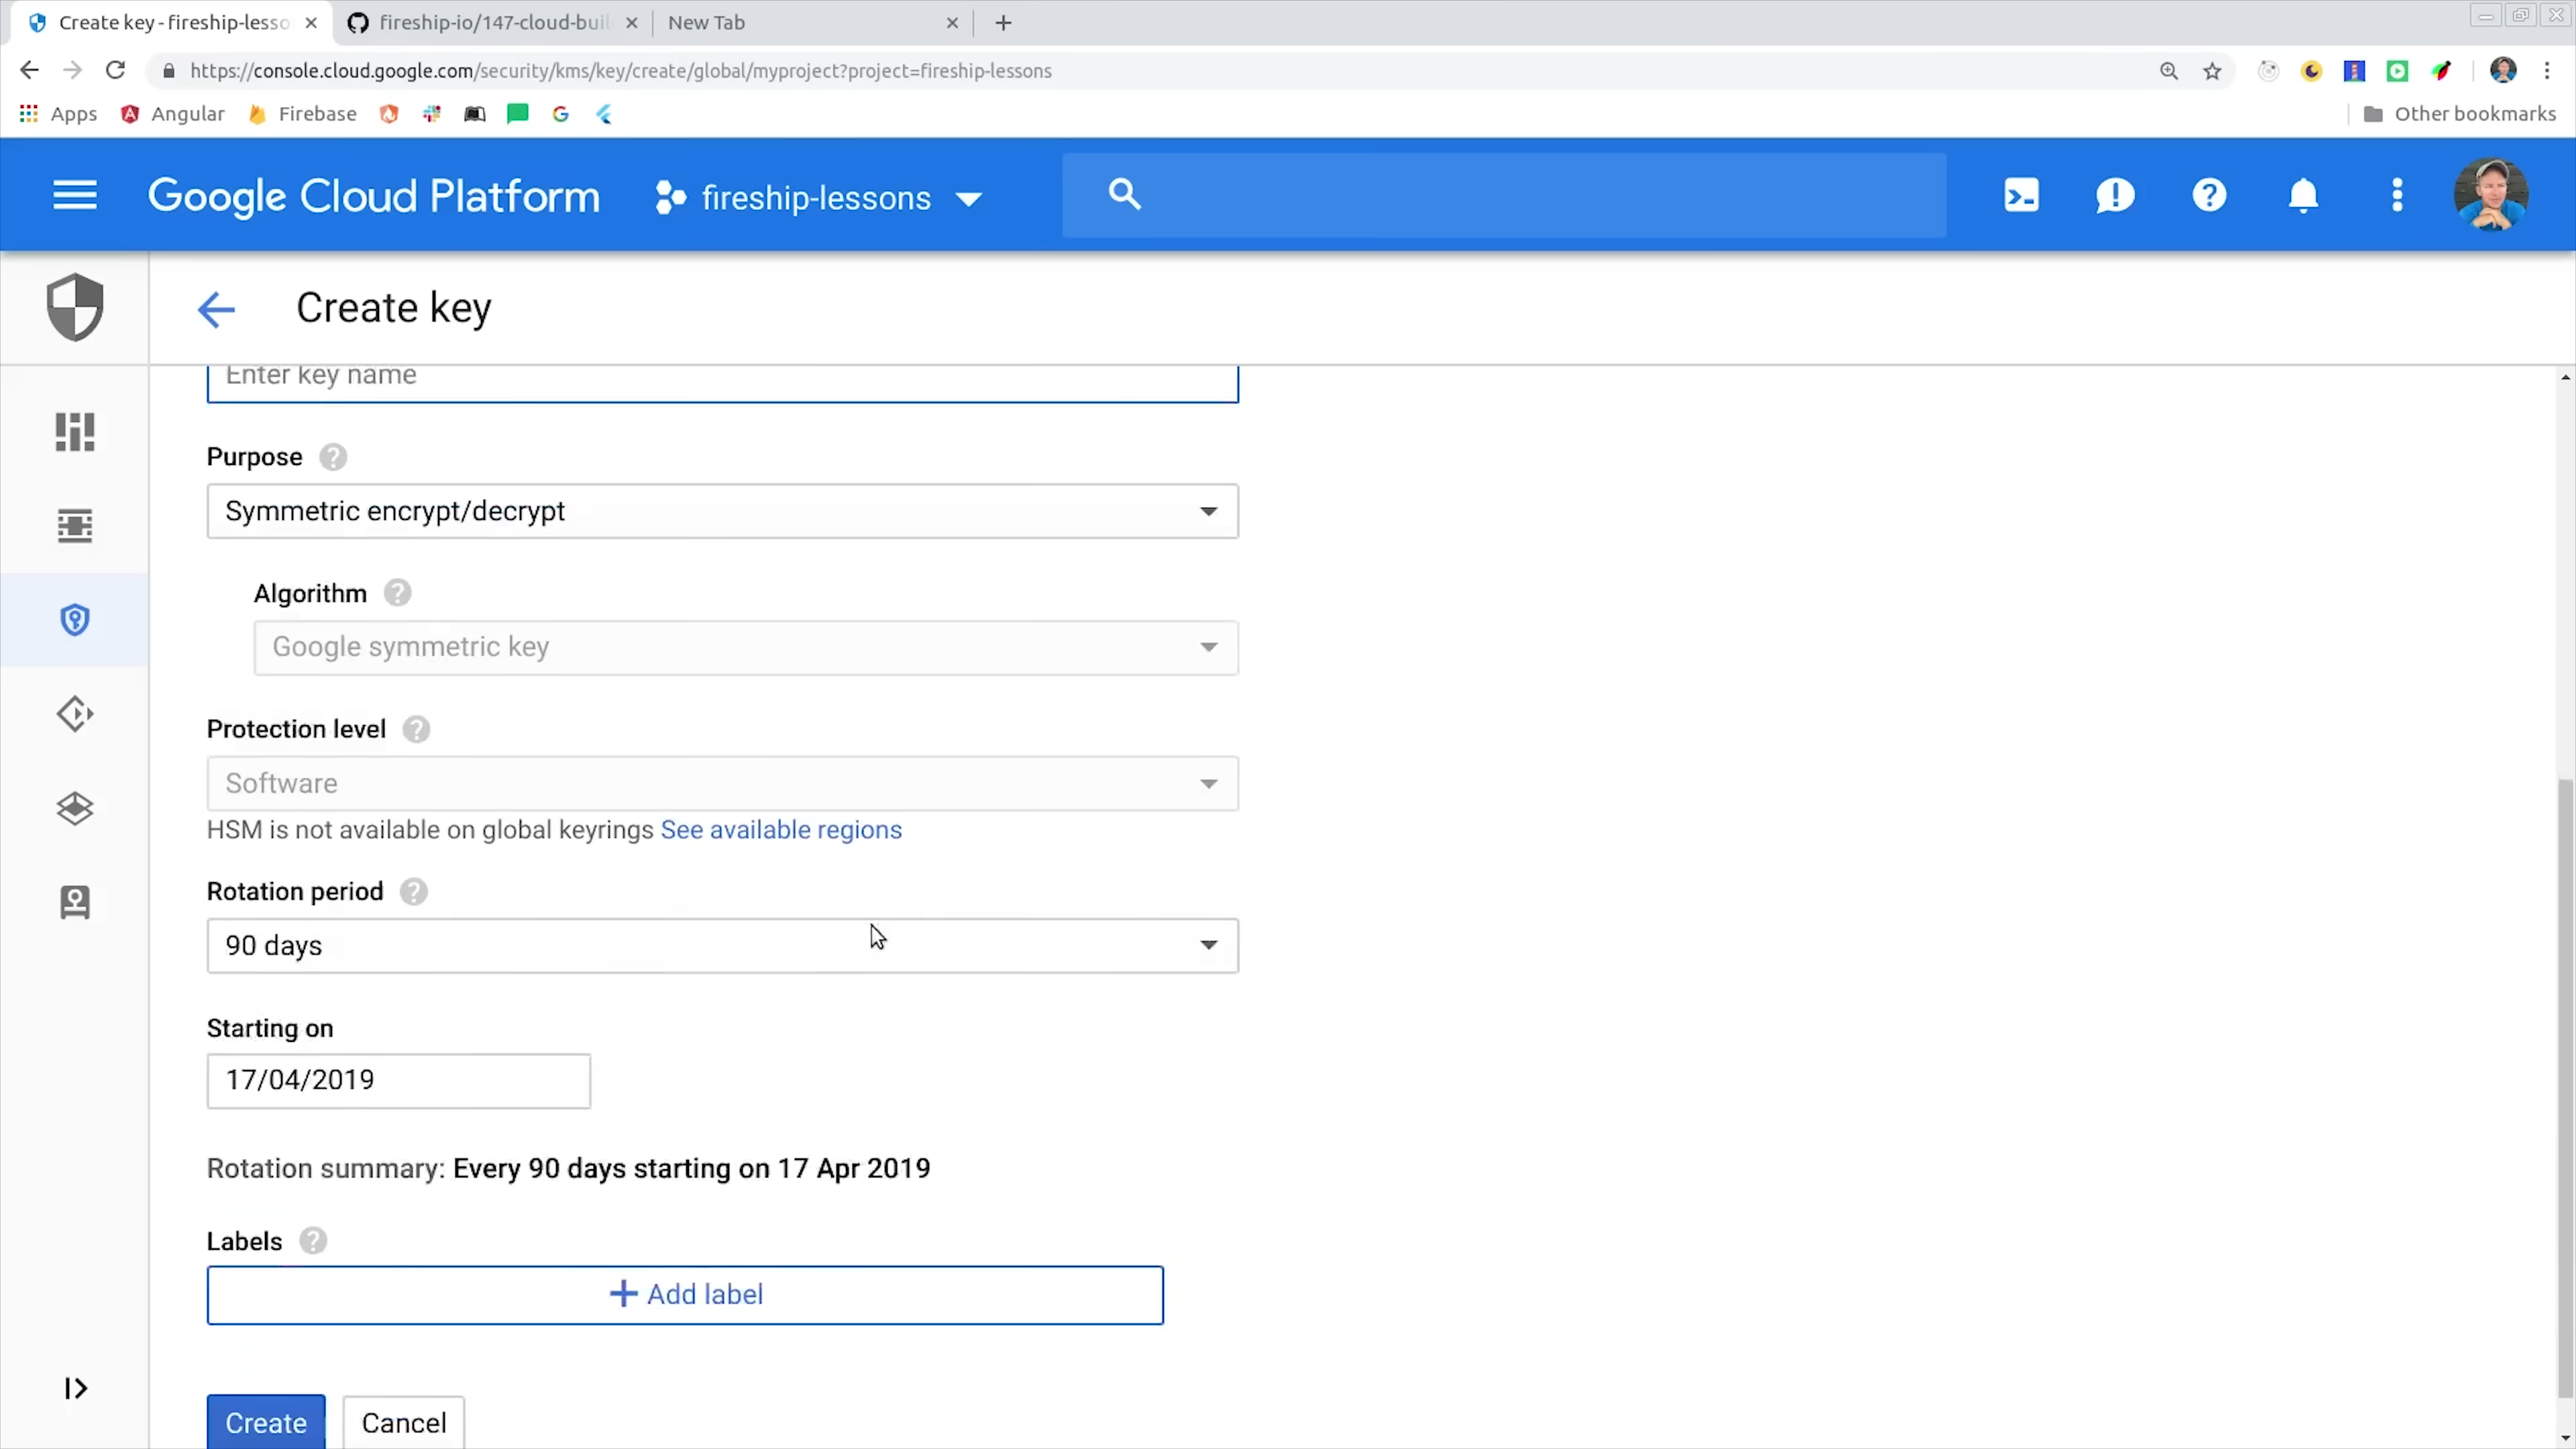 Create key - fireship-lesso
fireship-io/147-cloud-buil
New Tab
https://console.cloud.google.com/security/kms/key/create/global/myproject?project=fireship-lessons
Apps
Angular
Firebase
Other bookmarks
Google Cloud Platform
fireship-lessons
Create key
Enter key name
Purpose
Symmetric encrypt/decrypt
Algorithm
Google symmetric key
Protection level
Software
HSM is not available on global keyrings See available regions
Rotation period
90 days
Starting on
17/04/2019
Rotation summary: Every 90 days starting on 17 Apr 2019
Labels
+ Add label
Create
Cancel